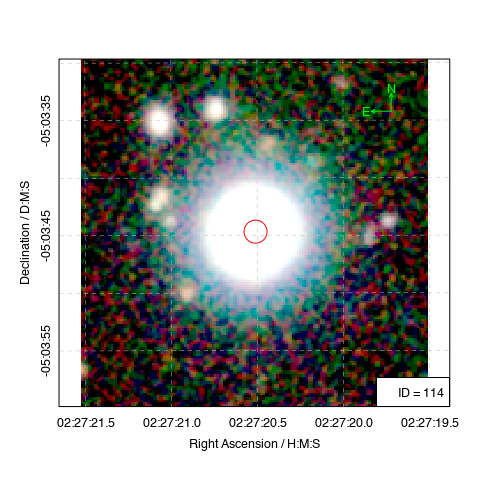 N
E
-05:03:35
-05:03:45
-05:03:55
Declination / D:M:S
ID = 114
02:27:21.5 02:27:21.0 02:27:20.5 02:27:20.0 02:27:19.5
Right Ascension / H:M:S